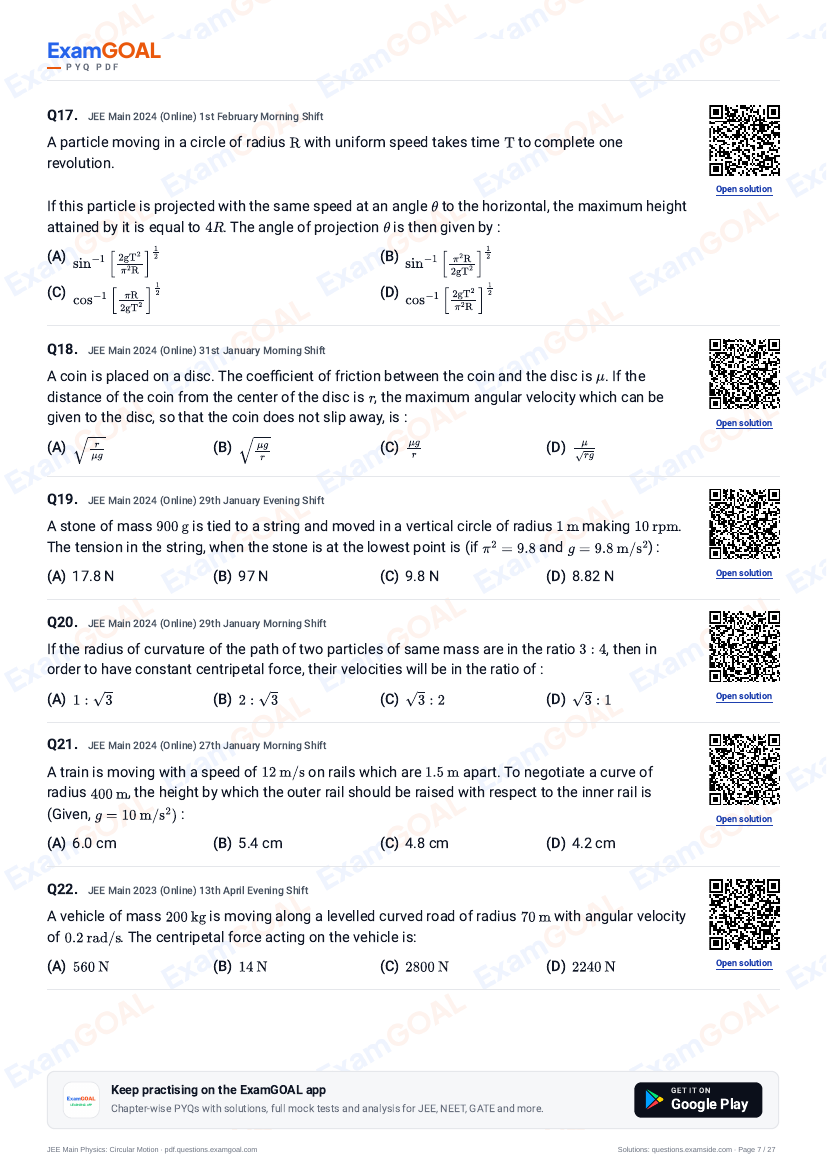 ExamGOAL
PYQ PDF
Q17. JEE Main 2024 (Online) 1st February Morning Shift
A particle moving in a circle of radius R with uniform speed takes time T to complete one
revolution.
If this particle is projected with the same speed at an angle θ to the horizontal, the maximum height
attained by it is equal to 4R. The angle of projection θ is then given by :
(A) sin⁻¹ [2gT²/π²R]^(1/2) (B) sin⁻¹ [π²R/2gT²]^(1/2)
(C) cos⁻¹ [πR/2gT²]^(1/2) (D) cos⁻¹ [2gT²/π²R]^(1/2)
Open solution
Q18. JEE Main 2024 (Online) 31st January Morning Shift
A coin is placed on a disc. The coefficient of friction between the coin and the disc is μ. If the
distance of the coin from the center of the disc is r, the maximum angular velocity which can be
given to the disc, so that the coin does not slip away, is :
(A) √(r/μg) (B) √(μg/r) (C) μg/r (D) μ/√rg
Open solution
Q19. JEE Main 2024 (Online) 29th January Evening Shift
A stone of mass 900 g is tied to a string and moved in a vertical circle of radius 1 m making 10 rpm.
The tension in the string, when the stone is at the lowest point is (if π² = 9.8 and g = 9.8 m/s²) :
(A) 17.8 N (B) 97 N (C) 9.8 N (D) 8.82 N
Open solution
Q20. JEE Main 2024 (Online) 29th January Morning Shift
If the radius of curvature of the path of two particles of same mass are in the ratio 3 : 4, then in
order to have constant centripetal force, their velocities will be in the ratio of :
(A) 1 : √3 (B) 2 : √3 (C) √3 : 2 (D) √3 : 1
Open solution
Q21. JEE Main 2024 (Online) 27th January Morning Shift
A train is moving with a speed of 12 m/s on rails which are 1.5 m apart. To negotiate a curve of
radius 400 m, the height by which the outer rail should be raised with respect to the inner rail is
(Given, g = 10 m/s²) :
(A) 6.0 cm (B) 5.4 cm (C) 4.8 cm (D) 4.2 cm
Open solution
Q22. JEE Main 2023 (Online) 13th April Evening Shift
A vehicle of mass 200 kg is moving along a levelled curved road of radius 70 m with angular velocity
of 0.2 rad/s. The centripetal force acting on the vehicle is:
(A) 560 N (B) 14 N (C) 2800 N (D) 2240 N
Open solution
ExamGOAL
Keep practising on the ExamGOAL app
Chapter-wise PYQs with solutions, full mock tests and analysis for JEE, NEET, GATE and more.
GET IT ON
Google Play
JEE Main Physics: Circular Motion · pdf.questions.examgoal.com
Solutions: questions.examside.com · Page 7 / 27